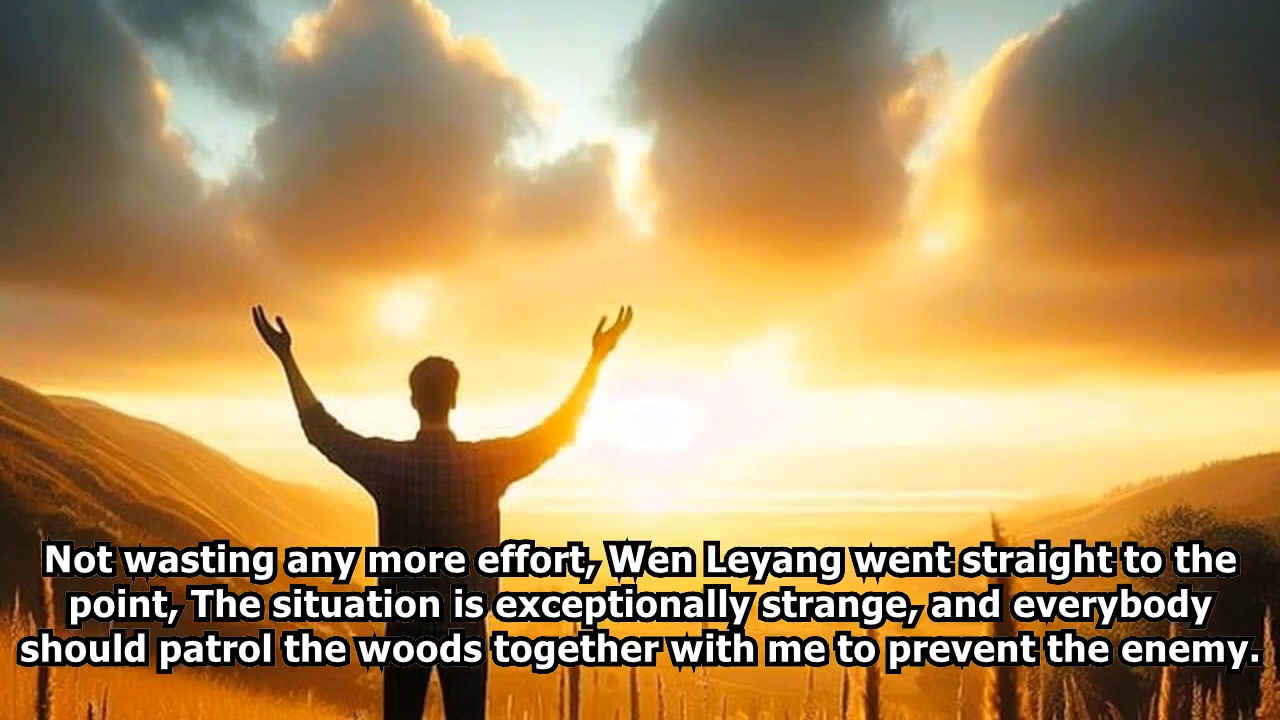 Not wasting any more effort, Wen Leyang went straight to the
point, The situation is exceptionally strange, and everybody
should patrol the woods together with me to prevent the enemy.